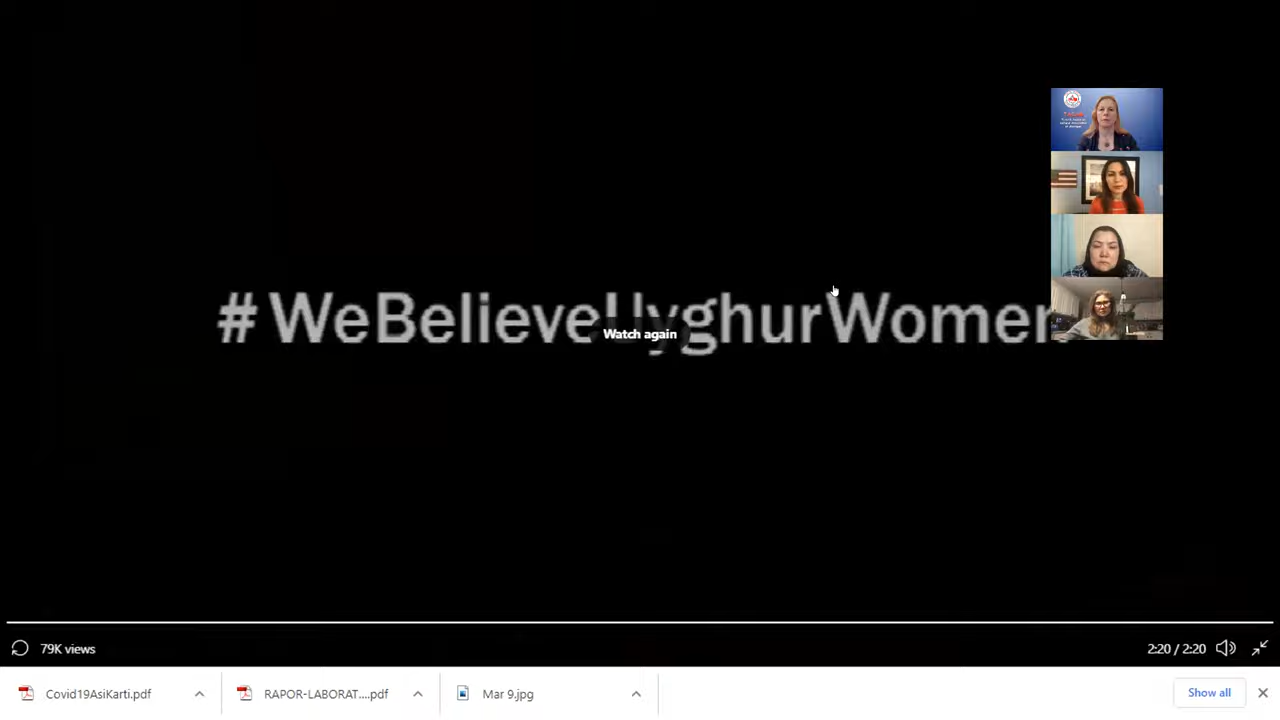 #WeBelieveUyghurWomen
Watch again
79K views
2:20 / 2:20
Covid19AsiKarti.pdf
RAPOR-LABORAT....pdf
Mar 9.jpg
Show all